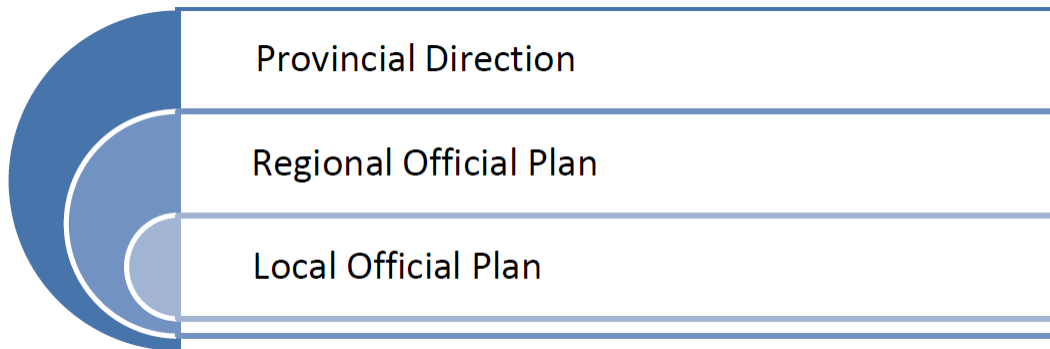 Provincial Direction
Regional Official Plan
Local Official Plan